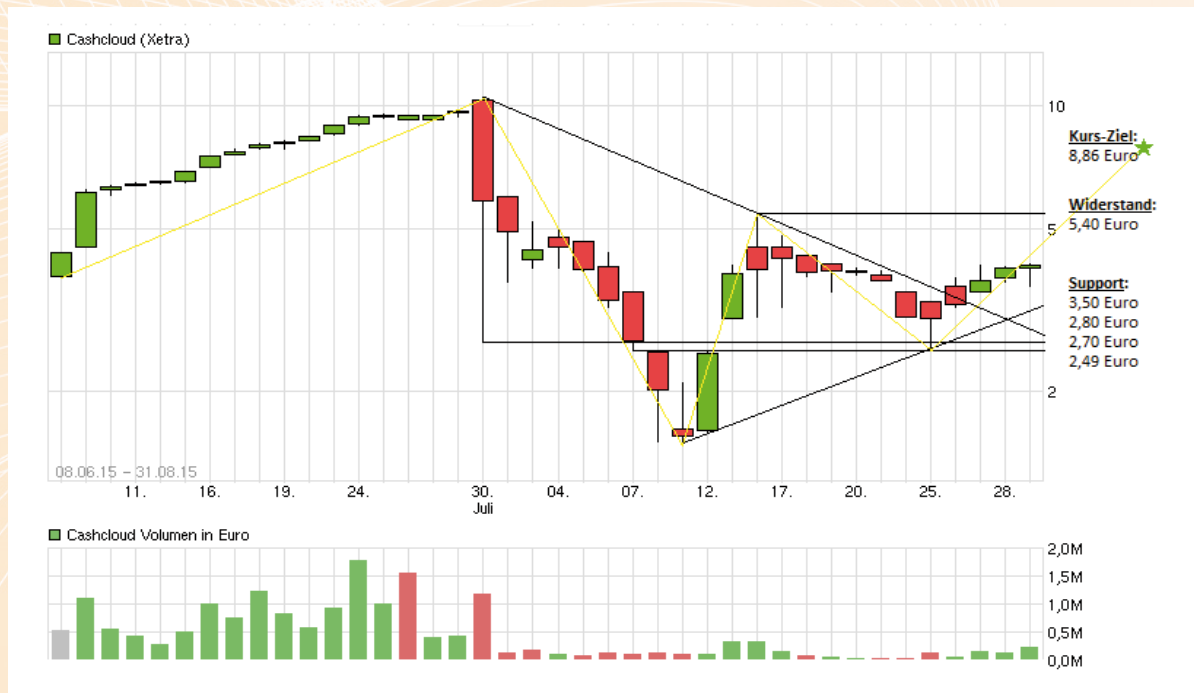 Cashcloud (Xetra)
10
Kurs-Ziel:
8,86 Euro
Widerstand:
5,40 Euro
5
Support:
3,50 Euro
2,80 Euro
2,70 Euro
2,49 Euro
2
08.06.15 – 31.08.15
11. 16. 19. 24. 30. 04. 07. 12. 17. 20. 25. 28.
Juli
Cashcloud Volumen in Euro
2,0M
1,5M
1,0M
0,5M
0,0M